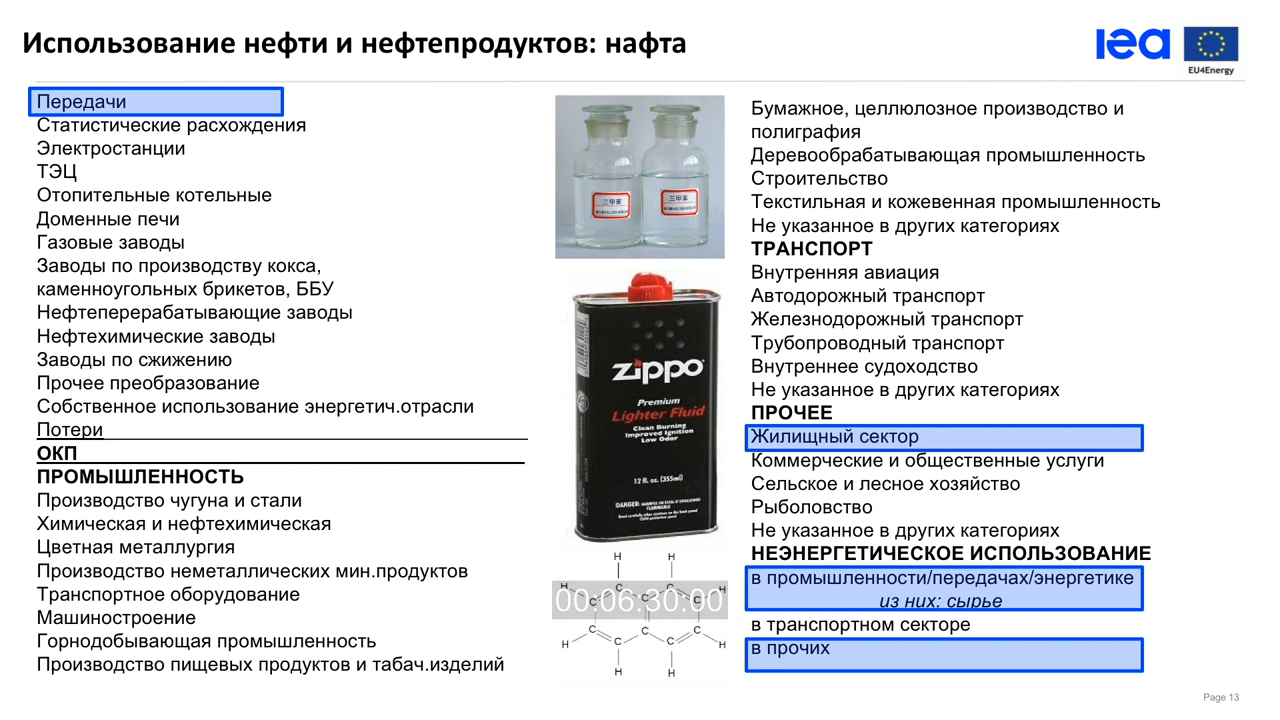 Использование нефти и нефтепродуктов: нафта
iea
EU4Energy
Передачи
Статистические расхождения
Электростанции
ТЭЦ
Отопительные котельные
Доменные печи
Газовые заводы
Заводы по производству кокса,
каменноугольных брикетов, ББУ
Нефтеперерабатывающие заводы
Нефтехимические заводы
Заводы по сжижению
Прочее преобразование
Собственное использование энергетич.отрасли
Потери
ОКП
ПРОМЫШЛЕННОСТЬ
Производство чугуна и стали
Химическая и нефтехимическая
Цветная металлургия
Производство неметаллических мин.продуктов
Транспортное оборудование
Машиностроение
Горнодобывающая промышленность
Производство пищевых продуктов и табач.изделий
三甲苯
三甲苯
zippo
Premium
Lighter Fluid
Clean Burning
Improved Ignition
Low Odor
12 fl. oz. (355ml)
H H
H C C H
C C C
00:06:30:00
C C C
H C C H
H H
Бумажное, целлюлозное производство и
полиграфия
Деревообрабатывающая промышленность
Строительство
Текстильная и кожевенная промышленность
Не указанное в других категориях
ТРАНСПОРТ
Внутренняя авиация
Автодорожный транспорт
Железнодорожный транспорт
Трубопроводный транспорт
Внутреннее судоходство
Не указанное в других категориях
ПРОЧЕЕ
Жилищный сектор
Коммерческие и общественные услуги
Сельское и лесное хозяйство
Рыболовство
Не указанное в других категориях
НЕЭНЕРГЕТИЧЕСКОЕ ИСПОЛЬЗОВАНИЕ
в промышленности/передачах/энергетике
из них: сырье
в транспортном секторе
в прочих
Page 13